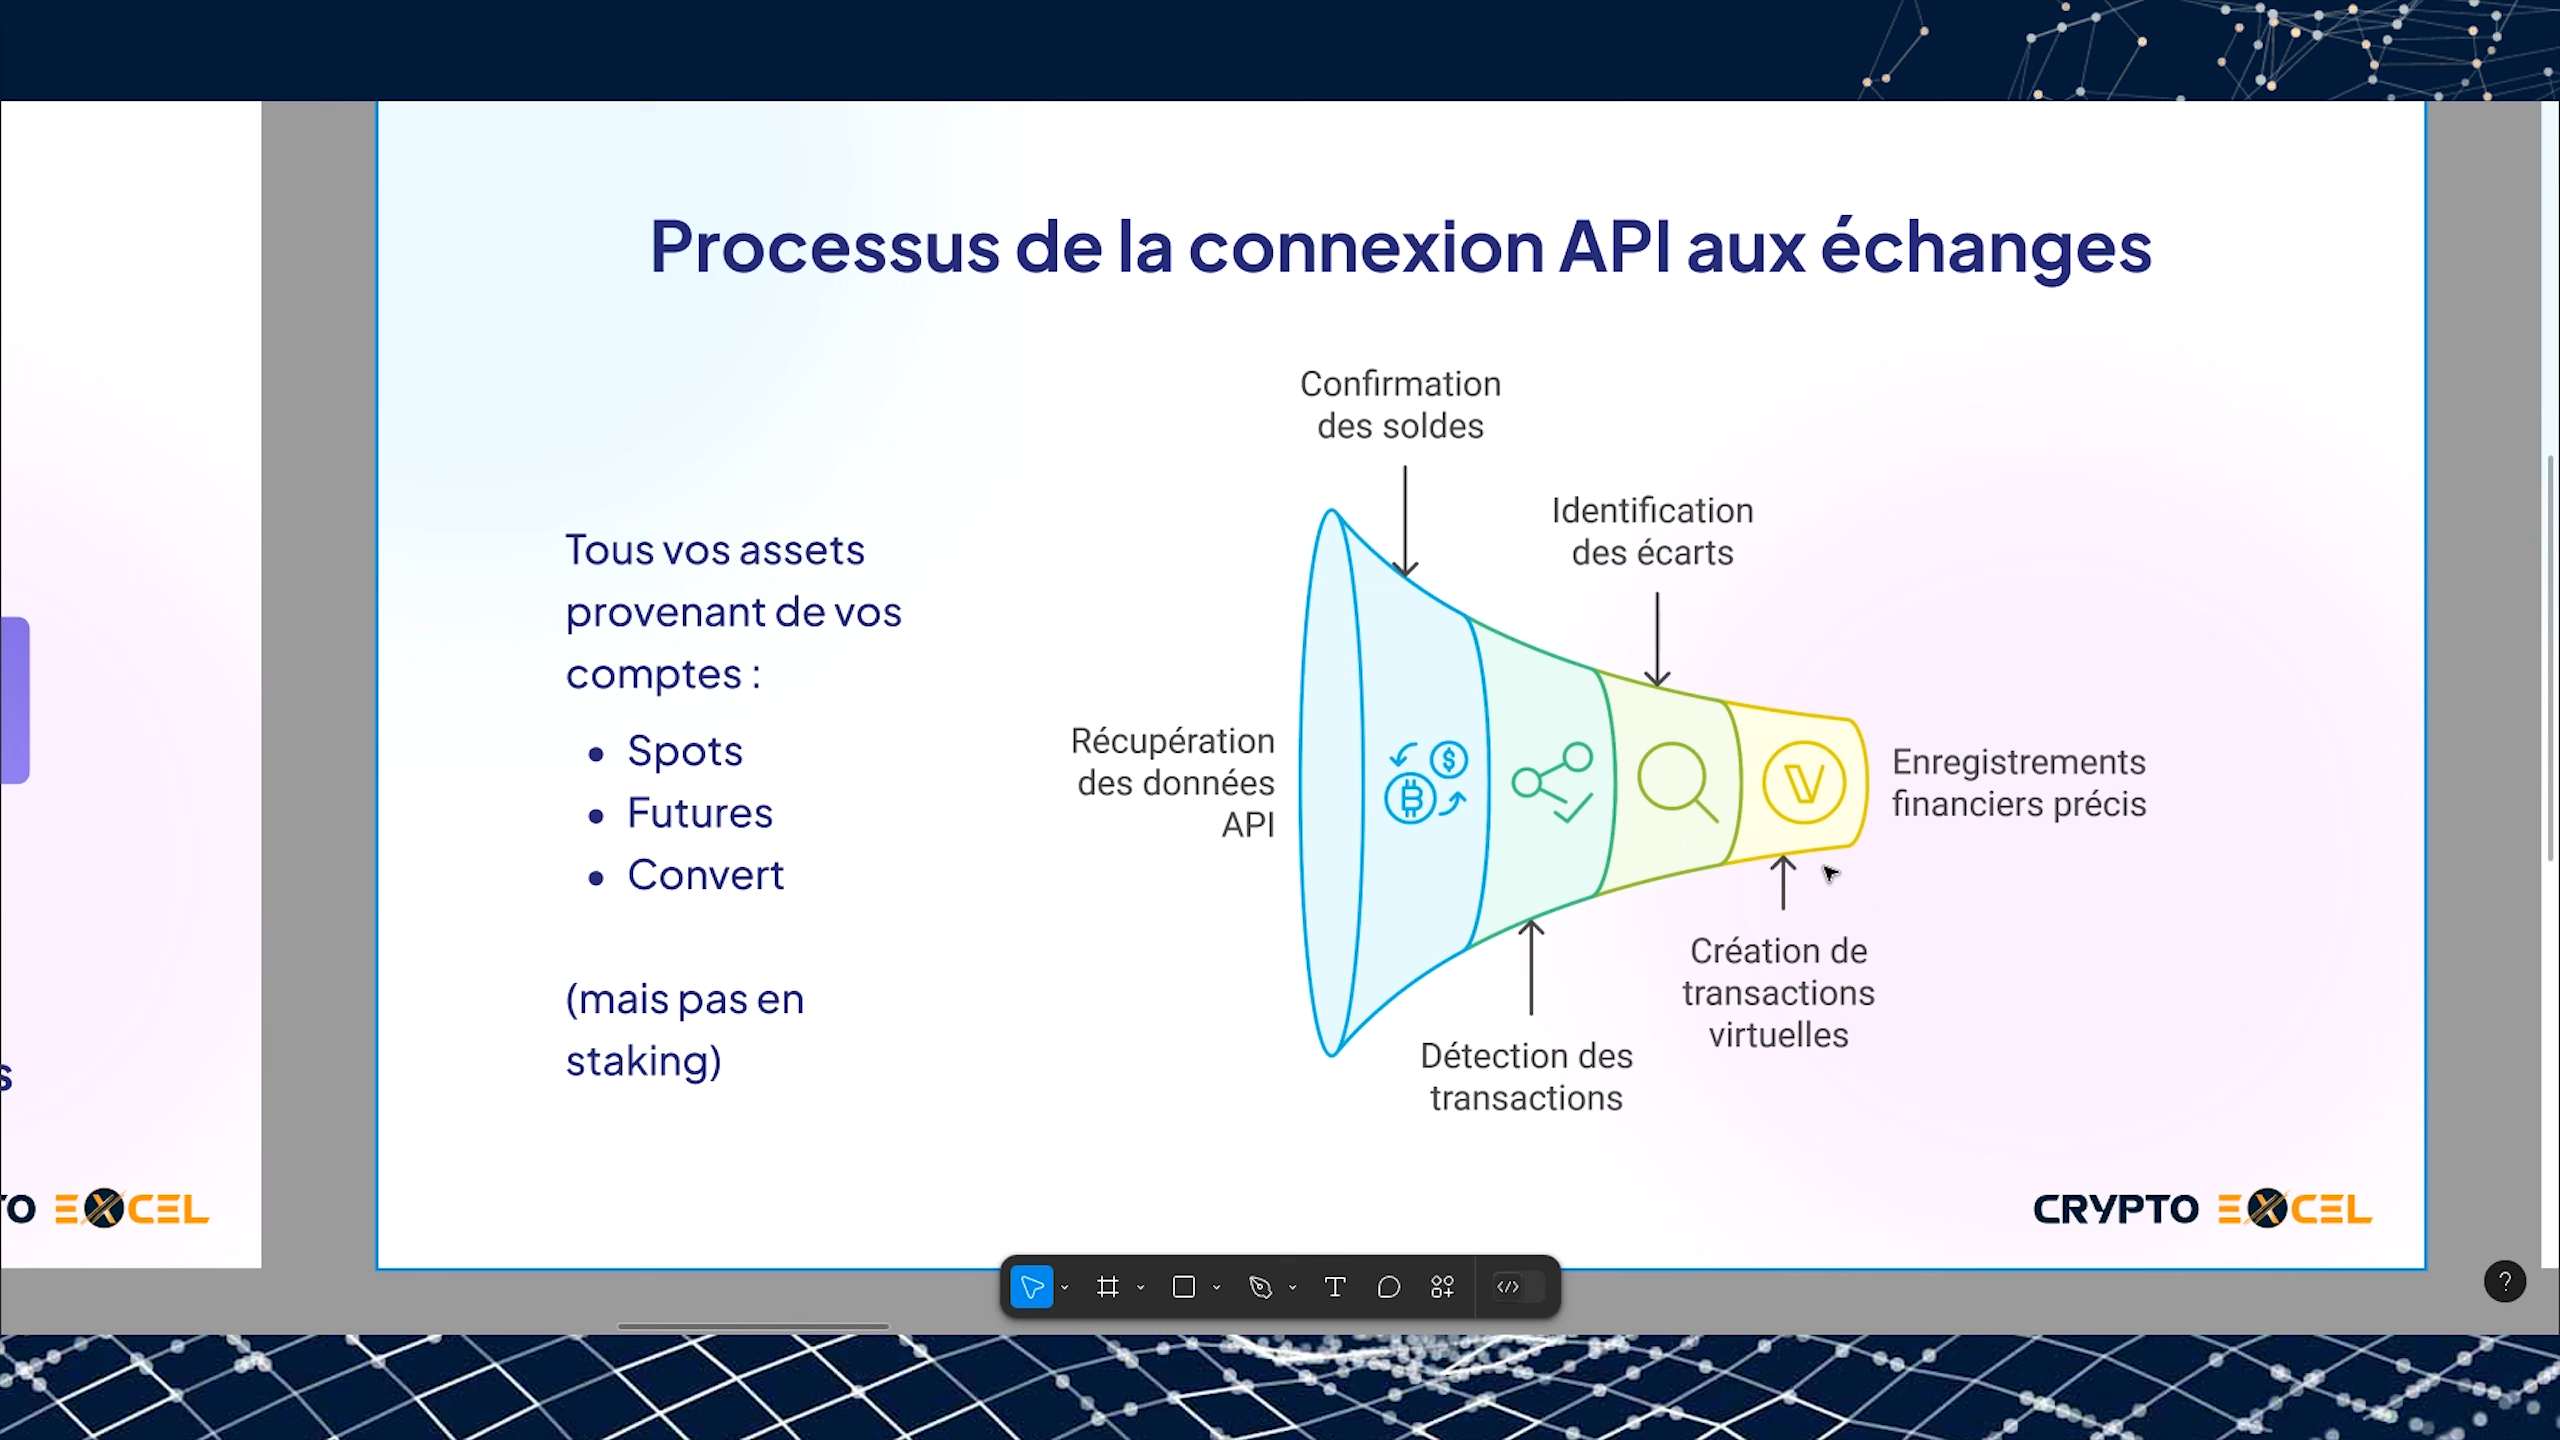 Processus de la connexion API aux échanges
Tous vos assets
provenant de vos
comptes :
• Spots
• Futures
• Convert
(mais pas en
staking)
Confirmation
des soldes
Identification
des écarts
Récupération
des données
API
Enregistrements
financiers précis
Création de
transactions
virtuelles
Détection des
transactions
s
TO EXCEL
CRYPTO EXCEL
?